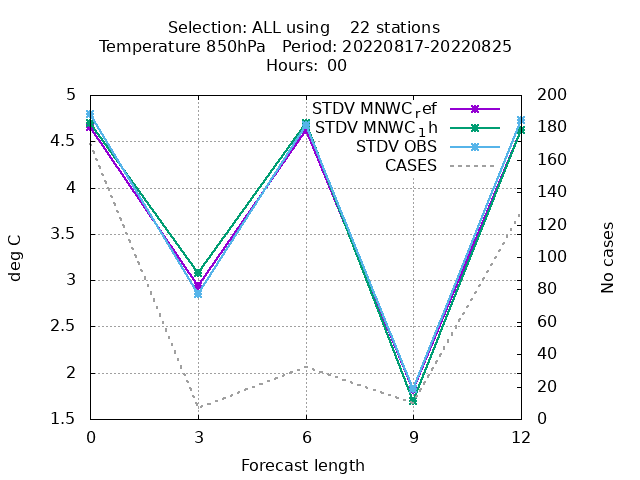 Selection: ALL using    22 stations
Temperature 850hPa   Period: 20220817-20220825
Hours:  00
STDV MNWCref
STDV MNWC1h
STDV OBS
CASES
5
4.5
4
3.5
3
2.5
2
1.5
deg C
200
180
160
140
120
100
80
60
40
20
0
No cases
0 3 6 9 12
Forecast length